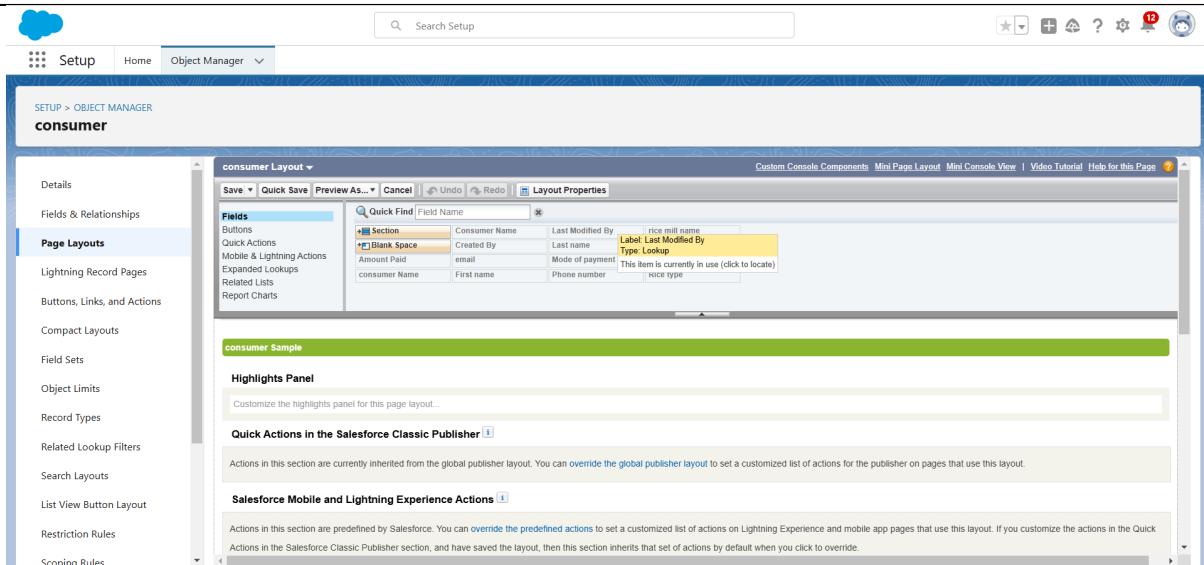 Search Setup
12
Setup
Home
Object Manager
SETUP > OBJECT MANAGER
consumer
Details
Fields & Relationships
Page Layouts
Lightning Record Pages
Buttons, Links, and Actions
Compact Layouts
Field Sets
Object Limits
Record Types
Related Lookup Filters
Search Layouts
List View Button Layout
Restriction Rules
Scoping Rules
consumer Layout
Custom Console Components Mini Page Layout Mini Console View | Video Tutorial Help for this Page
Save Quick Save Preview As... Cancel Undo Redo Layout Properties
Fields
Buttons
Quick Actions
Mobile & Lightning Actions
Expanded Lookups
Related Lists
Report Charts
Quick Find Field Name
Section Consumer Name Last Modified By rice mill name
Blank Space Created By Last name
Amount Paid email Mode of payment
consumer Name First name Phone number Rice type
Label: Last Modified By
Type: Lookup
This item is currently in use (click to locate)
consumer Sample
Highlights Panel
Customize the highlights panel for this page layout...
Quick Actions in the Salesforce Classic Publisher
Actions in this section are currently inherited from the global publisher layout. You can override the global publisher layout to set a customized list of actions for the publisher on pages that use this layout.
Salesforce Mobile and Lightning Experience Actions
Actions in this section are predefined by Salesforce. You can override the predefined actions to set a customized list of actions on Lightning Experience and mobile app pages that use this layout. If you customize the actions in the Quick
Actions in the Salesforce Classic Publisher section, and have saved the layout, then this section inherits that set of actions by default when you click to override.